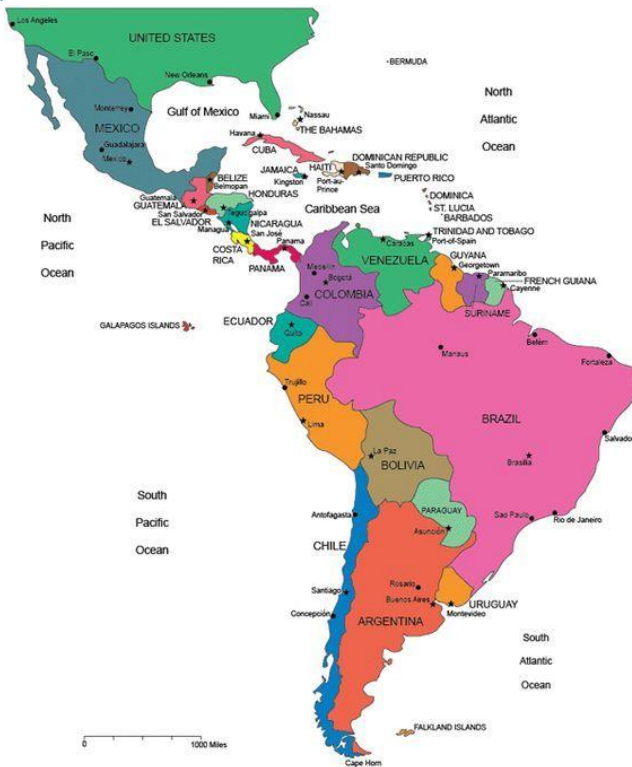 Los Angeles
UNITED STATES
El Paso
New Orleans
BERMUDA
North
Atlantic
Ocean
Monterrey
Gulf of Mexico
Miami
Nassau
THE BAHAMAS
MEXICO
Havana
CUBA
Guadalajara
Mexico
DOMINICAN REPUBLIC
HAITI
Santo Domingo
JAMAICA
Kingston
Port-au-
Prince
PUERTO RICO
BELIZE
Belmopan
HONDURAS
Guatemala
GUATEMALA
San Salvador
EL SALVADOR
Tegucigalpa
NICARAGUA
Managua
San José
COSTA
RICA
Panama
PANAMA
Caribbean Sea
DOMINICA
ST. LUCIA
BARBADOS
TRINIDAD AND TOBAGO
Port-of-Spain
North
Pacific
Ocean
Caracas
VENEZUELA
GUYANA
Georgetown
Paramaribo
FRENCH GUIANA
Cayenne
SURINAME
Medellín
Bogotá
COLOMBIA
Cali
GALAPAGOS ISLANDS
ECUADOR
Quito
Manaus
Belém
Fortaleza
Trujillo
PERU
Lima
BRAZIL
Salvador
Brasilia
La Paz
BOLIVIA
South
Pacific
Ocean
PARAGUAY
Asunción
Sao Paulo
Rio de Janeiro
Antofagasta
CHILE
Santiago
Rosario
Buenos Aires
URUGUAY
Montevideo
Concepción
ARGENTINA
South
Atlantic
Ocean
FALKLAND ISLANDS
0
1000 Miles
Cape Horn